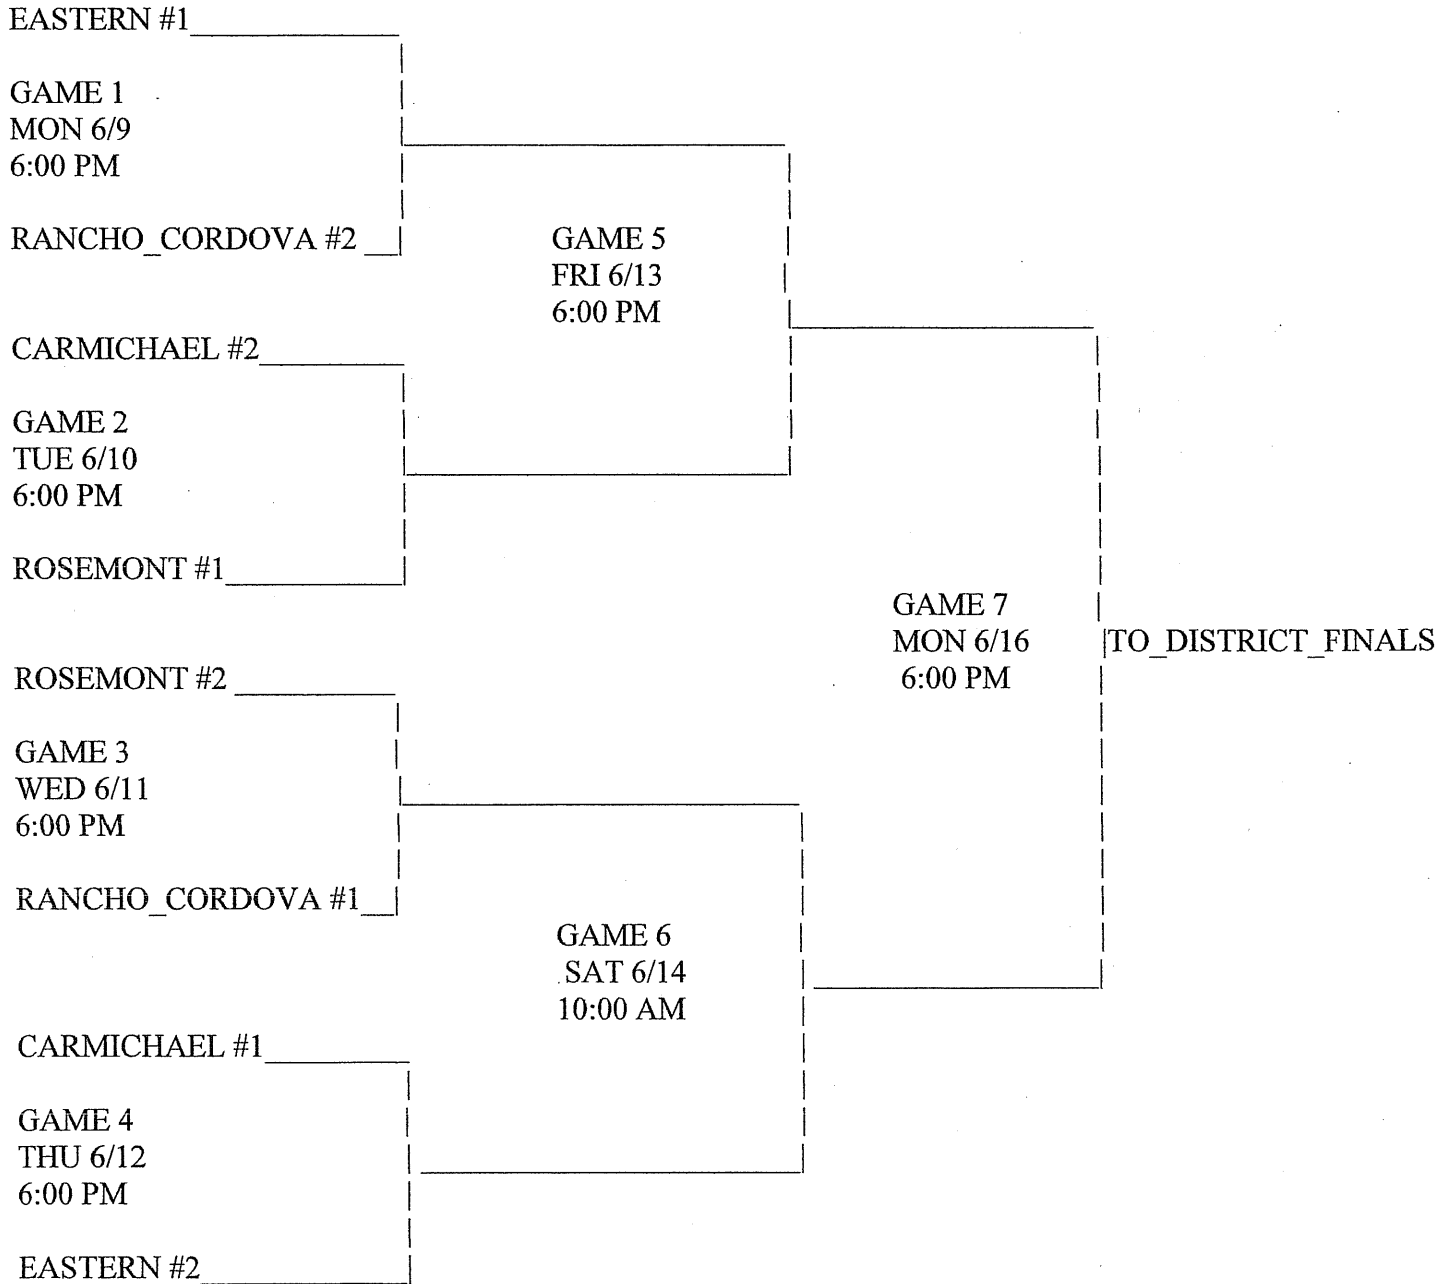 EASTERN #1
GAME 1
MON 6/9
6:00 PM
RANCHO_CORDOVA #2
GAME 5
FRI 6/13
6:00 PM
CARMICHAEL #2
GAME 2
TUE 6/10
6:00 PM
ROSEMONT #1
GAME 7
MON 6/16
6:00 PM
TO_DISTRICT_FINALS
ROSEMONT #2
GAME 3
WED 6/11
6:00 PM
RANCHO_CORDOVA #1
GAME 6
SAT 6/14
10:00 AM
CARMICHAEL #1
GAME 4
THU 6/12
6:00 PM
EASTERN #2